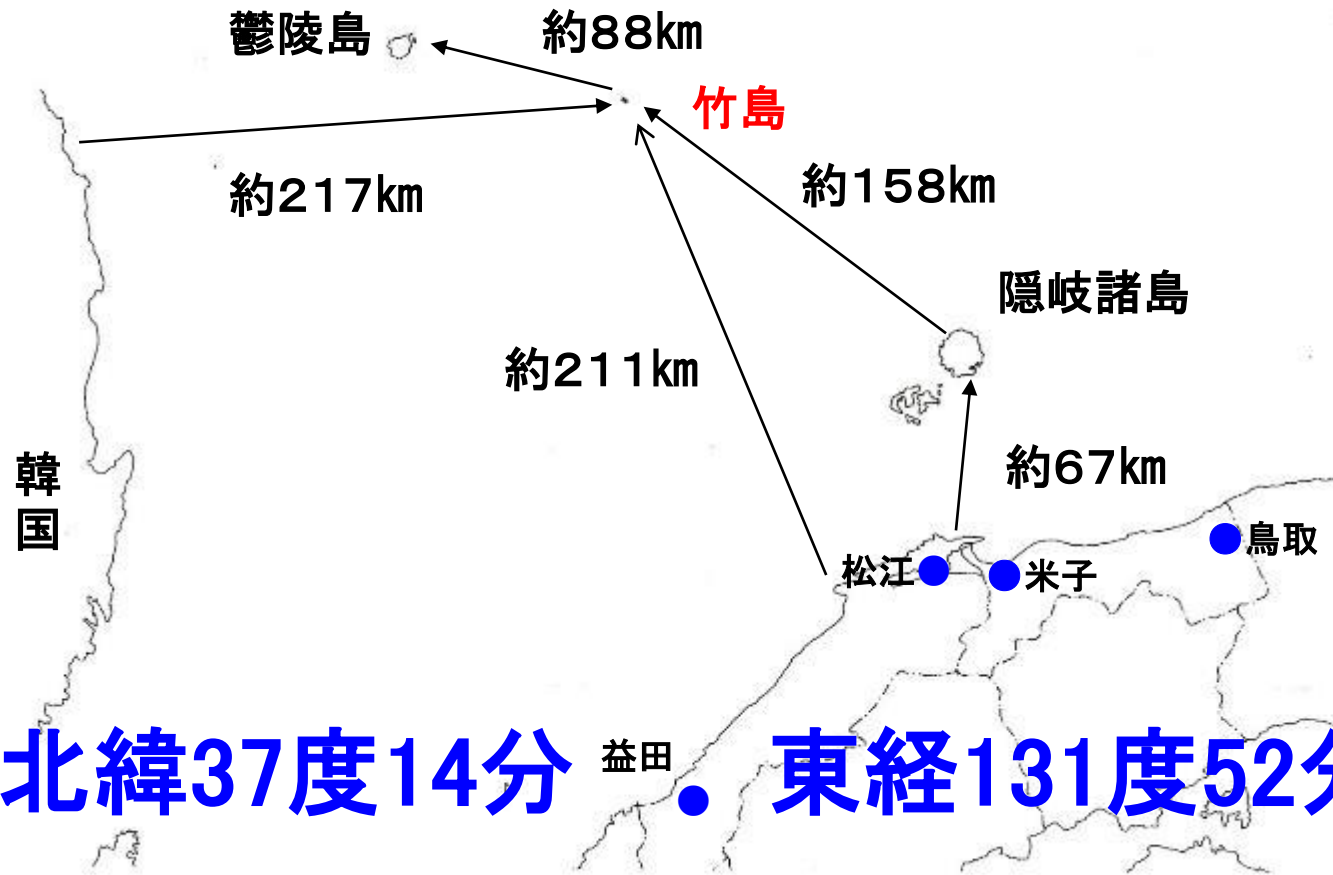 鬱陵島
約88㎞
竹島
約217㎞
約158㎞
隠岐諸島
約211㎞
韓
国
約67㎞
鳥取
松江
米子
北緯37度14分
益田
東経131度52分